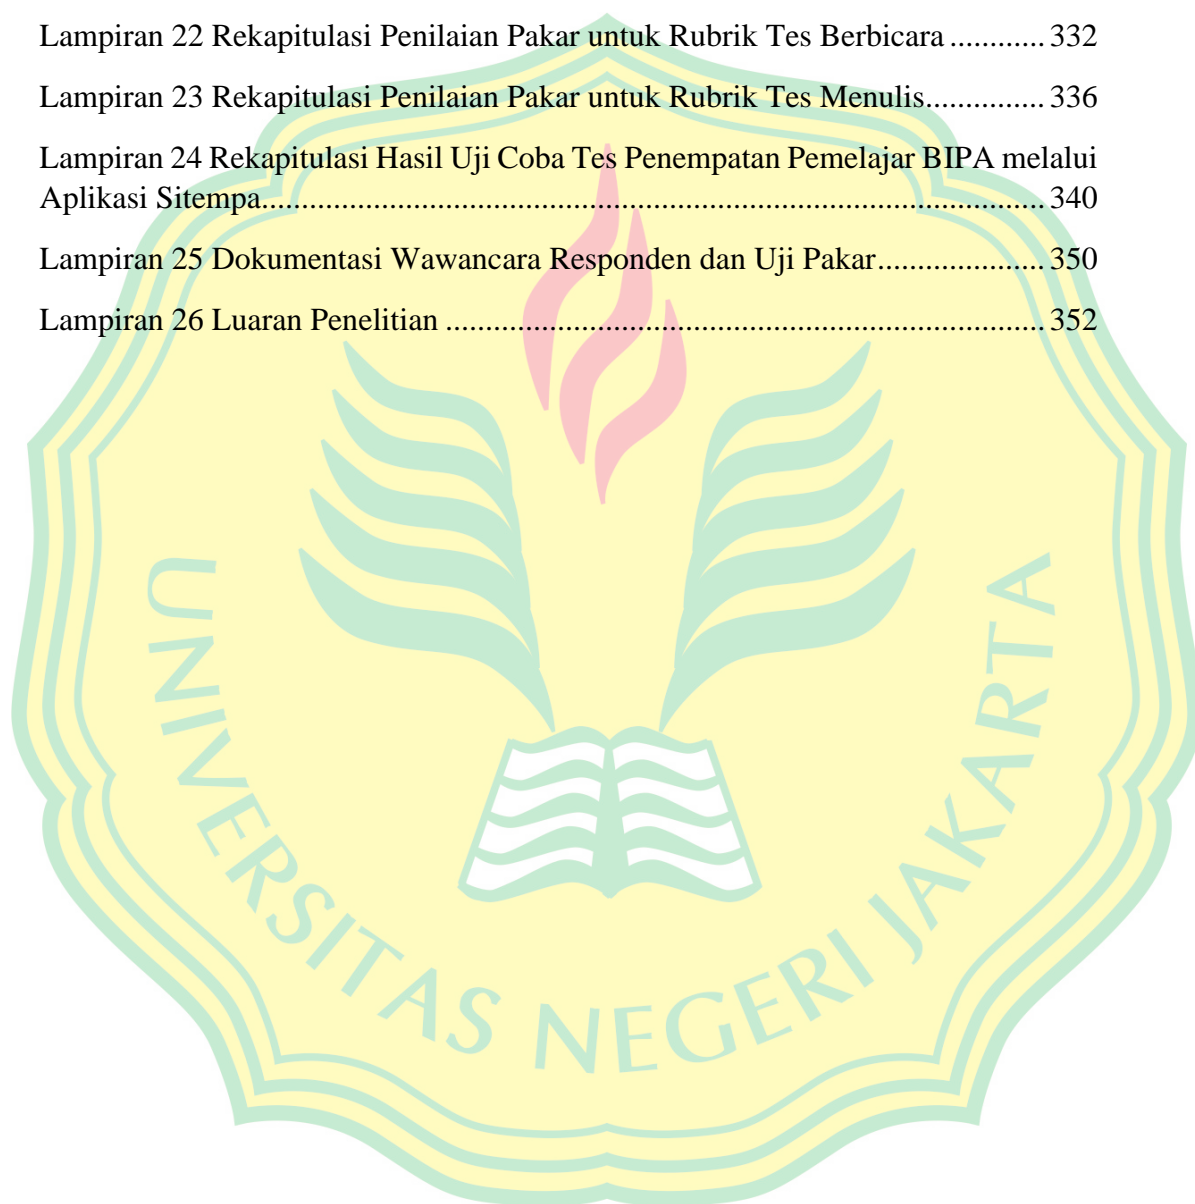 Lampiran 22 Rekapitulasi Penilaian Pakar untuk Rubrik Tes Berbicara ............ 332
Lampiran 23 Rekapitulasi Penilaian Pakar untuk Rubrik Tes Menulis............... 336
Lampiran 24 Rekapitulasi Hasil Uji Coba Tes Penempatan Pemelajar BIPA melalui
Aplikasi Sitempa.................................................................................................. 340
Lampiran 25 Dokumentasi Wawancara Responden dan Uji Pakar..................... 350
Lampiran 26 Luaran Penelitian ........................................................................... 352
UNIVERSITAS NEGERI JAKARTA